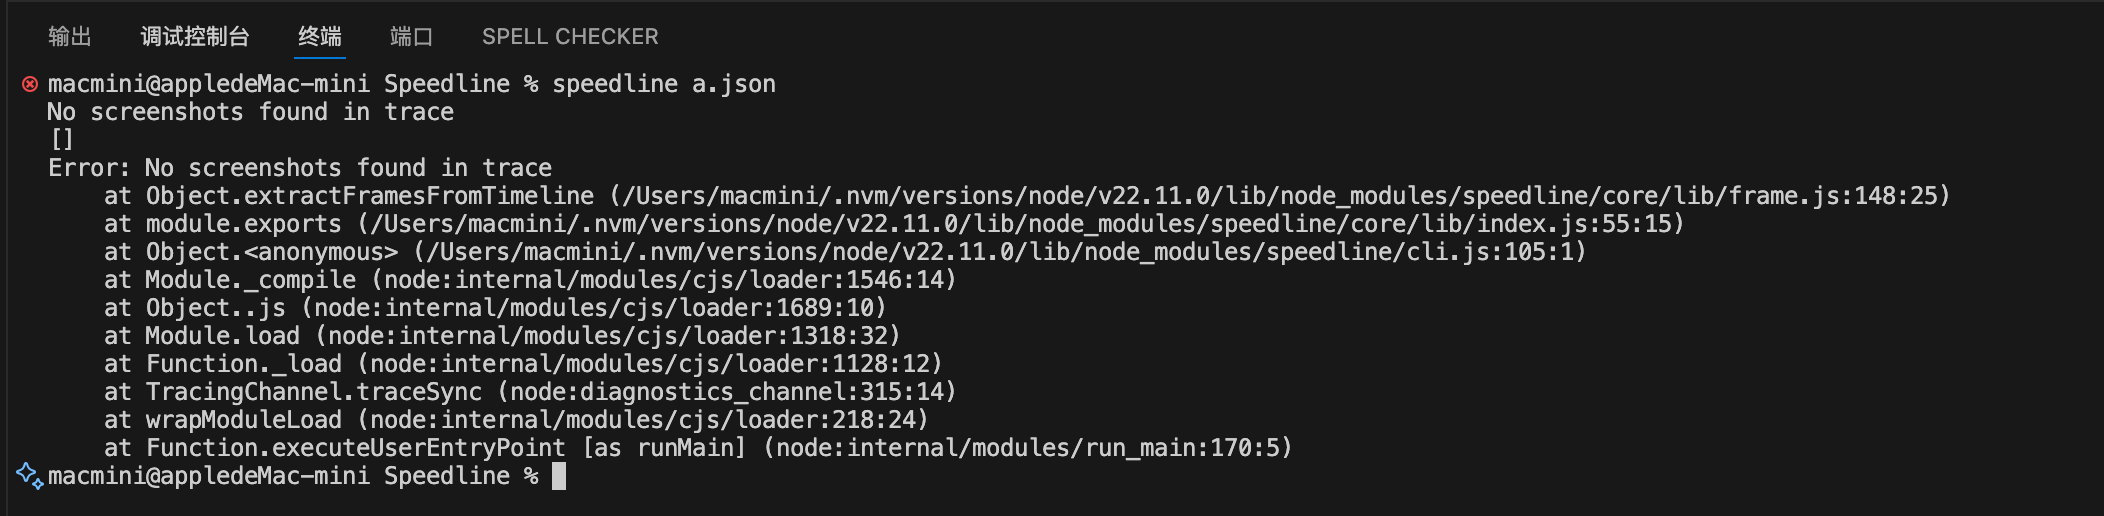 输出 调试控制台 终端 端口 SPELL CHECKER
macmini@appledeMac-mini Speedline % speedline a.json
No screenshots found in trace
[]
Error: No screenshots found in trace
    at Object.extractFramesFromTimeline (/Users/macmini/.nvm/versions/node/v22.11.0/lib/node_modules/speedline/core/lib/frame.js:148:25)
    at module.exports (/Users/macmini/.nvm/versions/node/v22.11.0/lib/node_modules/speedline/core/lib/index.js:55:15)
    at Object.<anonymous> (/Users/macmini/.nvm/versions/node/v22.11.0/lib/node_modules/speedline/cli.js:105:1)
    at Module._compile (node:internal/modules/cjs/loader:1546:14)
    at Object..js (node:internal/modules/cjs/loader:1689:10)
    at Module.load (node:internal/modules/cjs/loader:1318:32)
    at Function._load (node:internal/modules/cjs/loader:1128:12)
    at TracingChannel.traceSync (node:diagnostics_channel:315:14)
    at wrapModuleLoad (node:internal/modules/cjs/loader:218:24)
    at Function.executeUserEntryPoint [as runMain] (node:internal/modules/run_main:170:5)
macmini@appledeMac-mini Speedline %